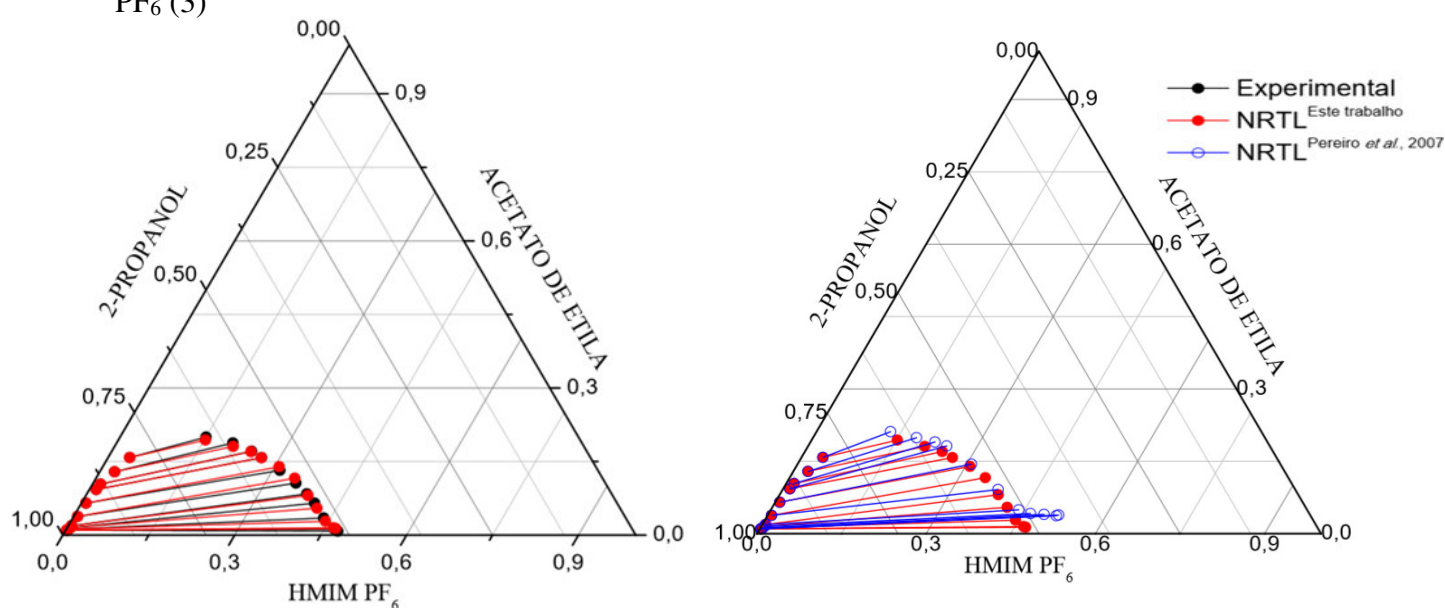 PF6 (3)
0,00
0,9
0,25
ACETATO DE ETILA
2-PROPANOL
0,6
0,50
0,3
0,75
1,00
0,0
0,0
0,3
0,6
0,9
HMIM PF6
0,00
0,9
0,25
ACETATO DE ETILA
2-PROPANOL
0,6
0,50
0,3
0,75
1,00
0,0
0,0
0,3
0,6
0,9
HMIM PF6
Experimental
NRTL Este trabalho
NRTL Pereiro et al., 2007